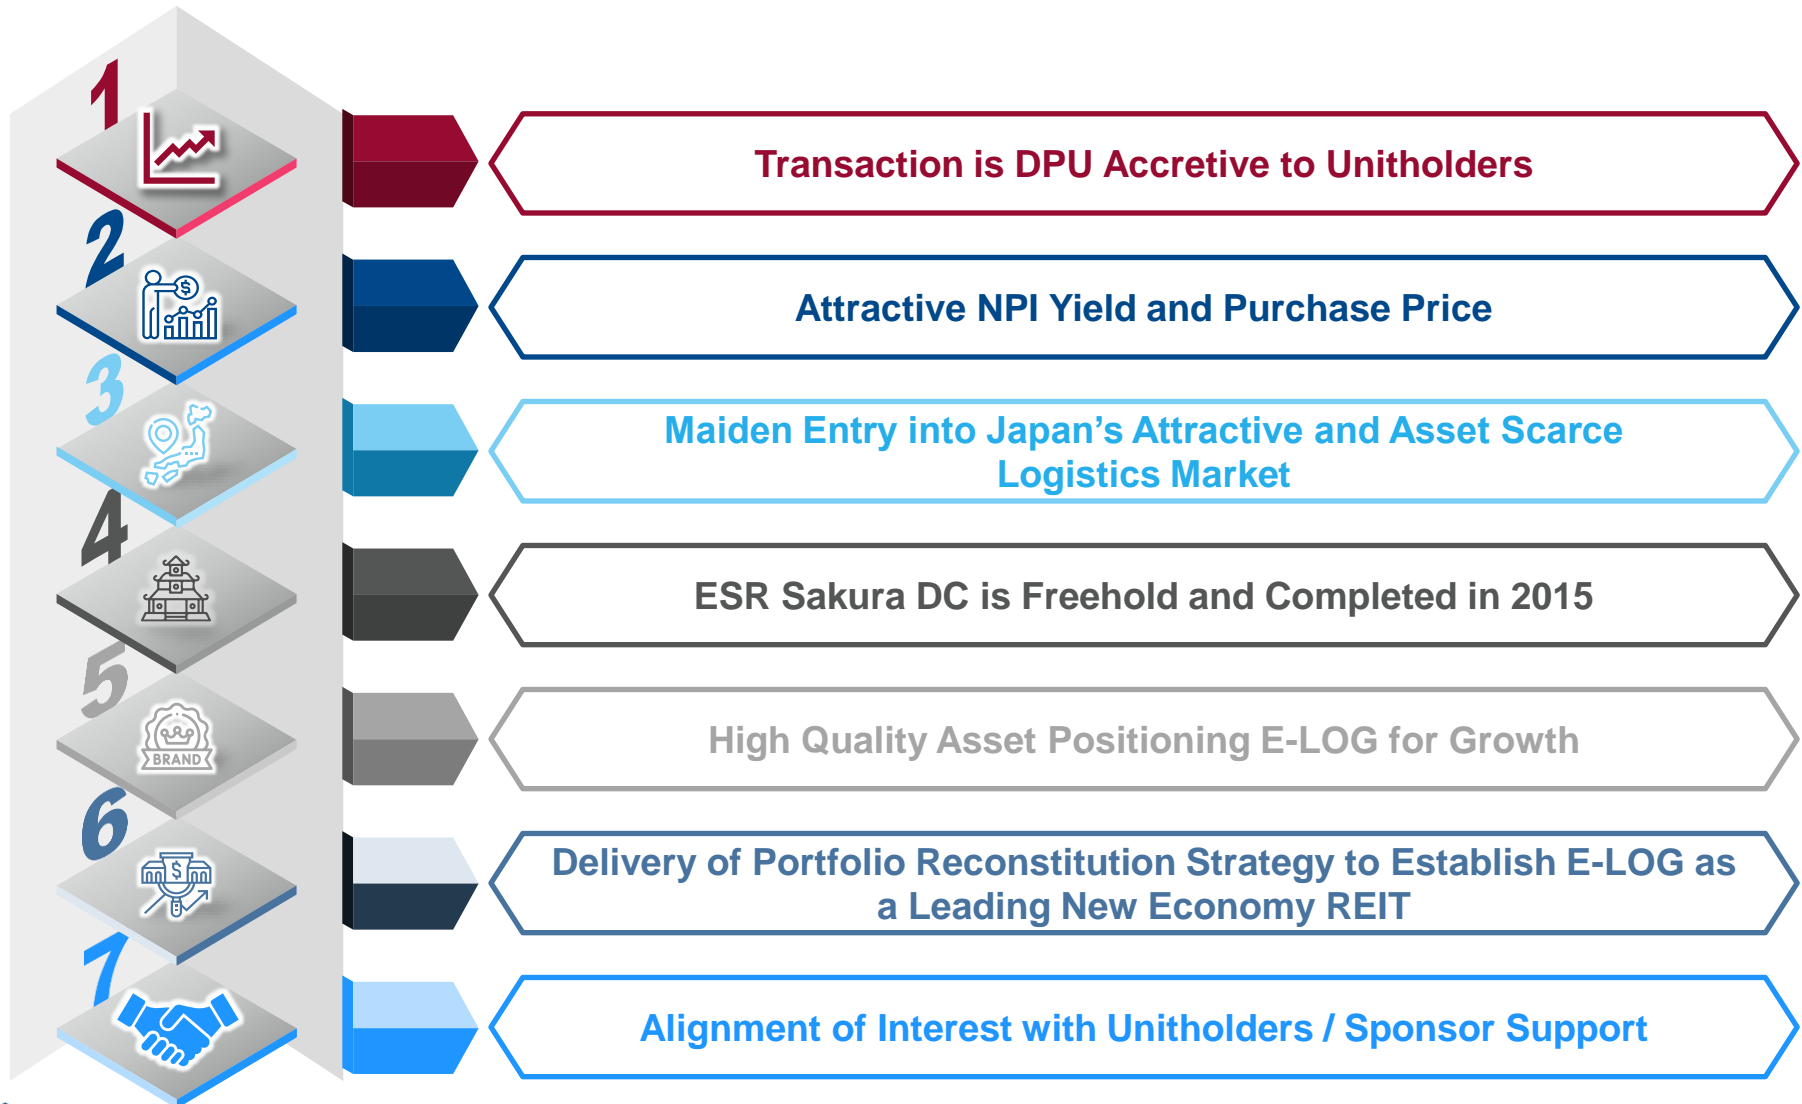 1
Transaction is DPU Accretive to Unitholders
2
$
Attractive NPI Yield and Purchase Price
3
Maiden Entry into Japan’s Attractive and Asset Scarce
Logistics Market
4
ESR Sakura DC is Freehold and Completed in 2015
5
BRAND
High Quality Asset Positioning E-LOG for Growth
6
$
Delivery of Portfolio Reconstitution Strategy to Establish E-LOG as
a Leading New Economy REIT
7
Alignment of Interest with Unitholders / Sponsor Support